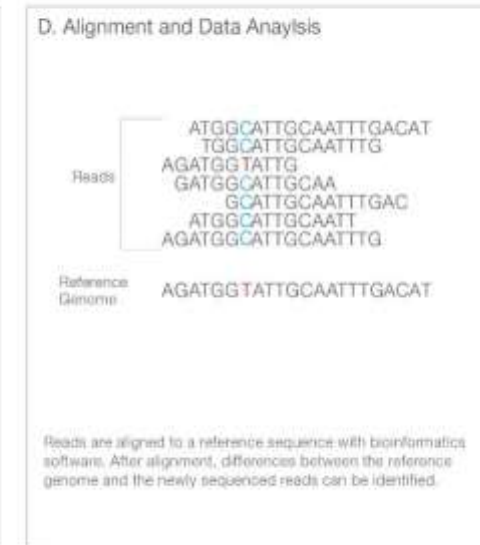 D. Alignment and Data Anaylsis
ATGGCATTGCAATTTGACAT
TGGCATTGCAATTTG
AGATGGTATTG
Reads
GATGGCATTGCAA
GCATTGCAATTTGAC
ATGGCATTGCAATT
AGATGGCATTGCAATTTG
Reference
Genome
AGATGGTATTGCAATTTGACAT
Reads are aligned to a reference sequence with bioinformatics
software. After alignment, differences between the reference
genome and the newly sequenced reads can be identified.